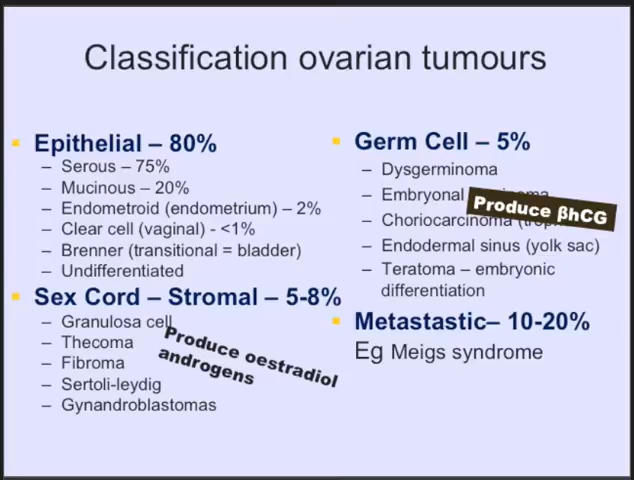 Classification ovarian tumours
Epithelial – 80%
– Serous – 75%
– Mucinous – 20%
– Endometroid (endometrium) – 2%
– Clear cell (vaginal) - <1%
– Brenner (transitional = bladder)
– Undifferentiated
Sex Cord – Stromal – 5-8%
– Granulosa cell
– Thecoma
– Fibroma
– Sertoli-leydig
– Gynandroblastomas
Produce oestradiol
androgens
Germ Cell – 5%
– Dysgerminoma
– Embryonal
– Choriocarcinoma
– Endodermal sinus (yolk sac)
– Teratoma – embryonic
differentiation
Produce βhCG
Metastastic– 10-20%
Eg Meigs syndrome